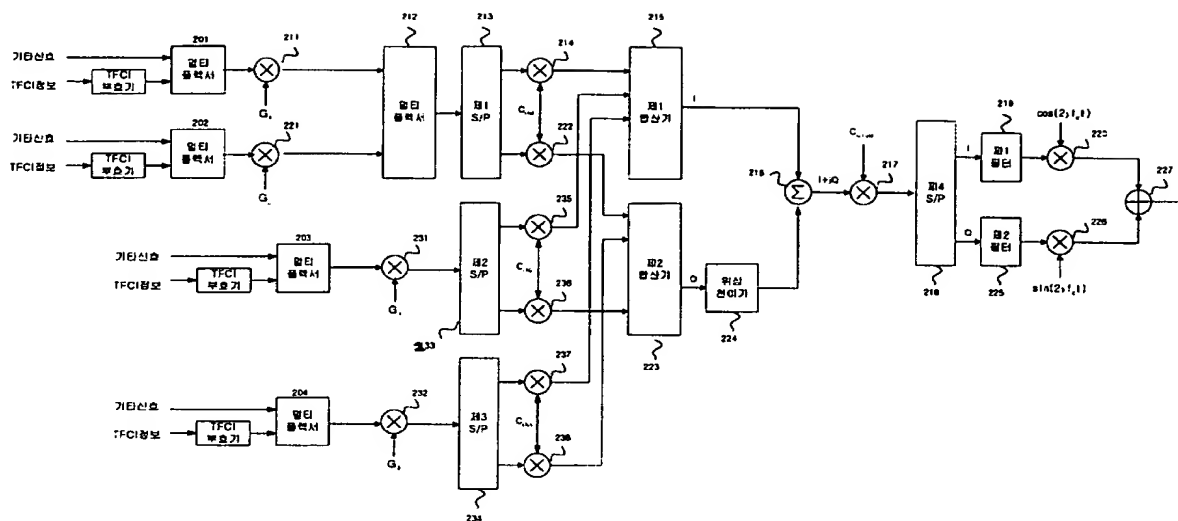 201
211
212
213
214
215
기타신호
TFCI정보
TFCI
부호기
멀티
플렉서
멀티
플렉서
제1
S/P
제1
합산기
I
202
221
222
기타신호
TFCI정보
TFCI
부호기
멀티
플렉서
216
Σ
I+jQ
217
제4
S/P
218
I
Q
219
제1
필터
제2
필터
225
226
227
203
231
기타신호
TFCI정보
TFCI
부호기
멀티
플렉서
제2
S/P
235
236
제2
합산기
223
Q
위상
천이기
224
204
232
기타신호
TFCI정보
TFCI
부호기
멀티
플렉서
제3
S/P
237
234